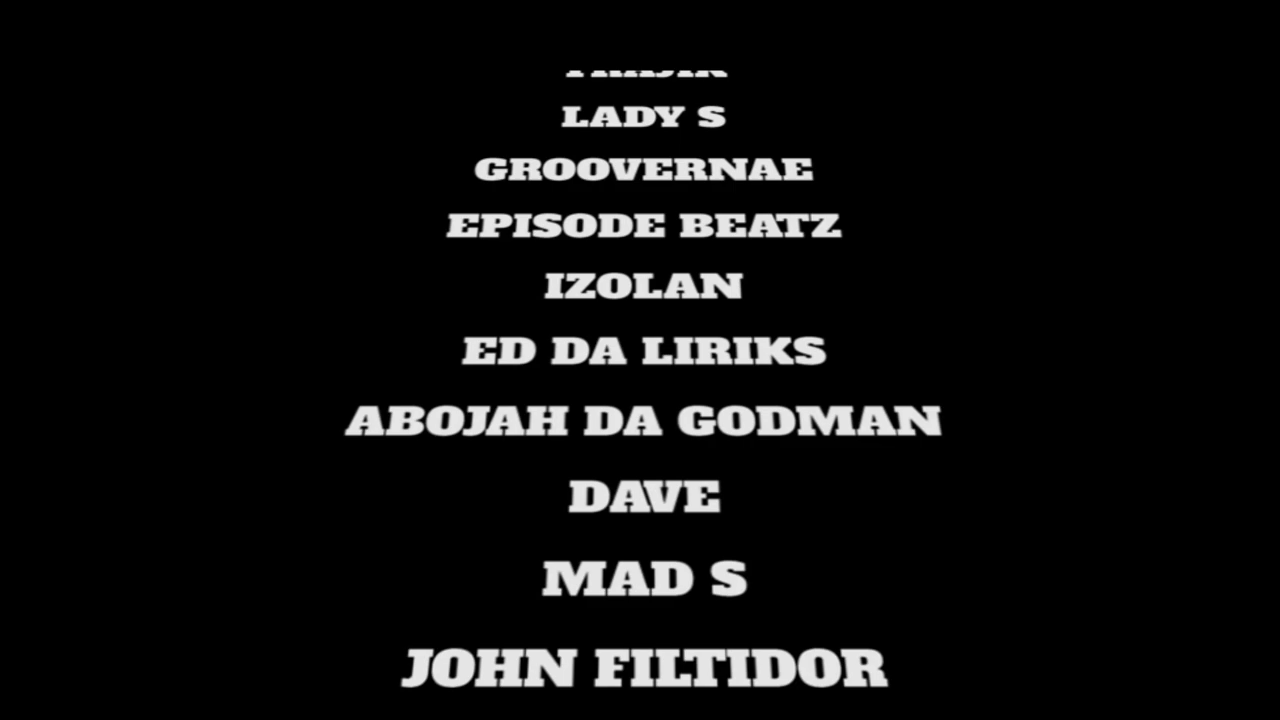 LADY S
GROOVERNAE
EPISODE BEATZ
IZOLAN
ED DA LIRIKS
ABOJAH DA GODMAN
DAVE
MAD S
JOHN FILTIDOR